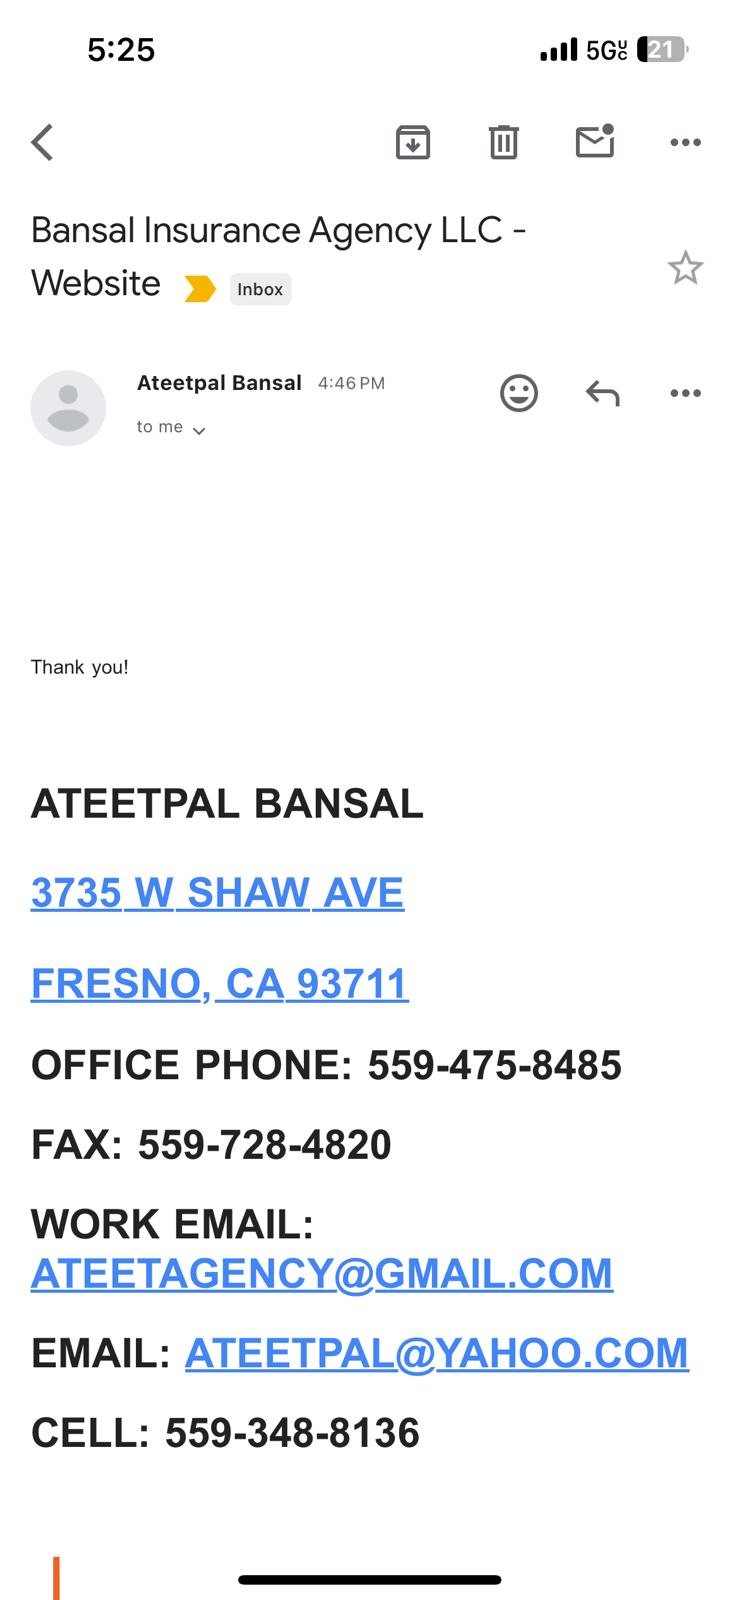 5:25
5GUC 21
Bansal Insurance Agency LLC -
Website Inbox
Ateetpal Bansal 4:46 PM
to me
Thank you!
ATEETPAL BANSAL
3735 W SHAW AVE
FRESNO, CA 93711
OFFICE PHONE: 559-475-8485
FAX: 559-728-4820
WORK EMAIL:
ATEETAGENCY@GMAIL.COM
EMAIL: ATEETPAL@YAHOO.COM
CELL: 559-348-8136